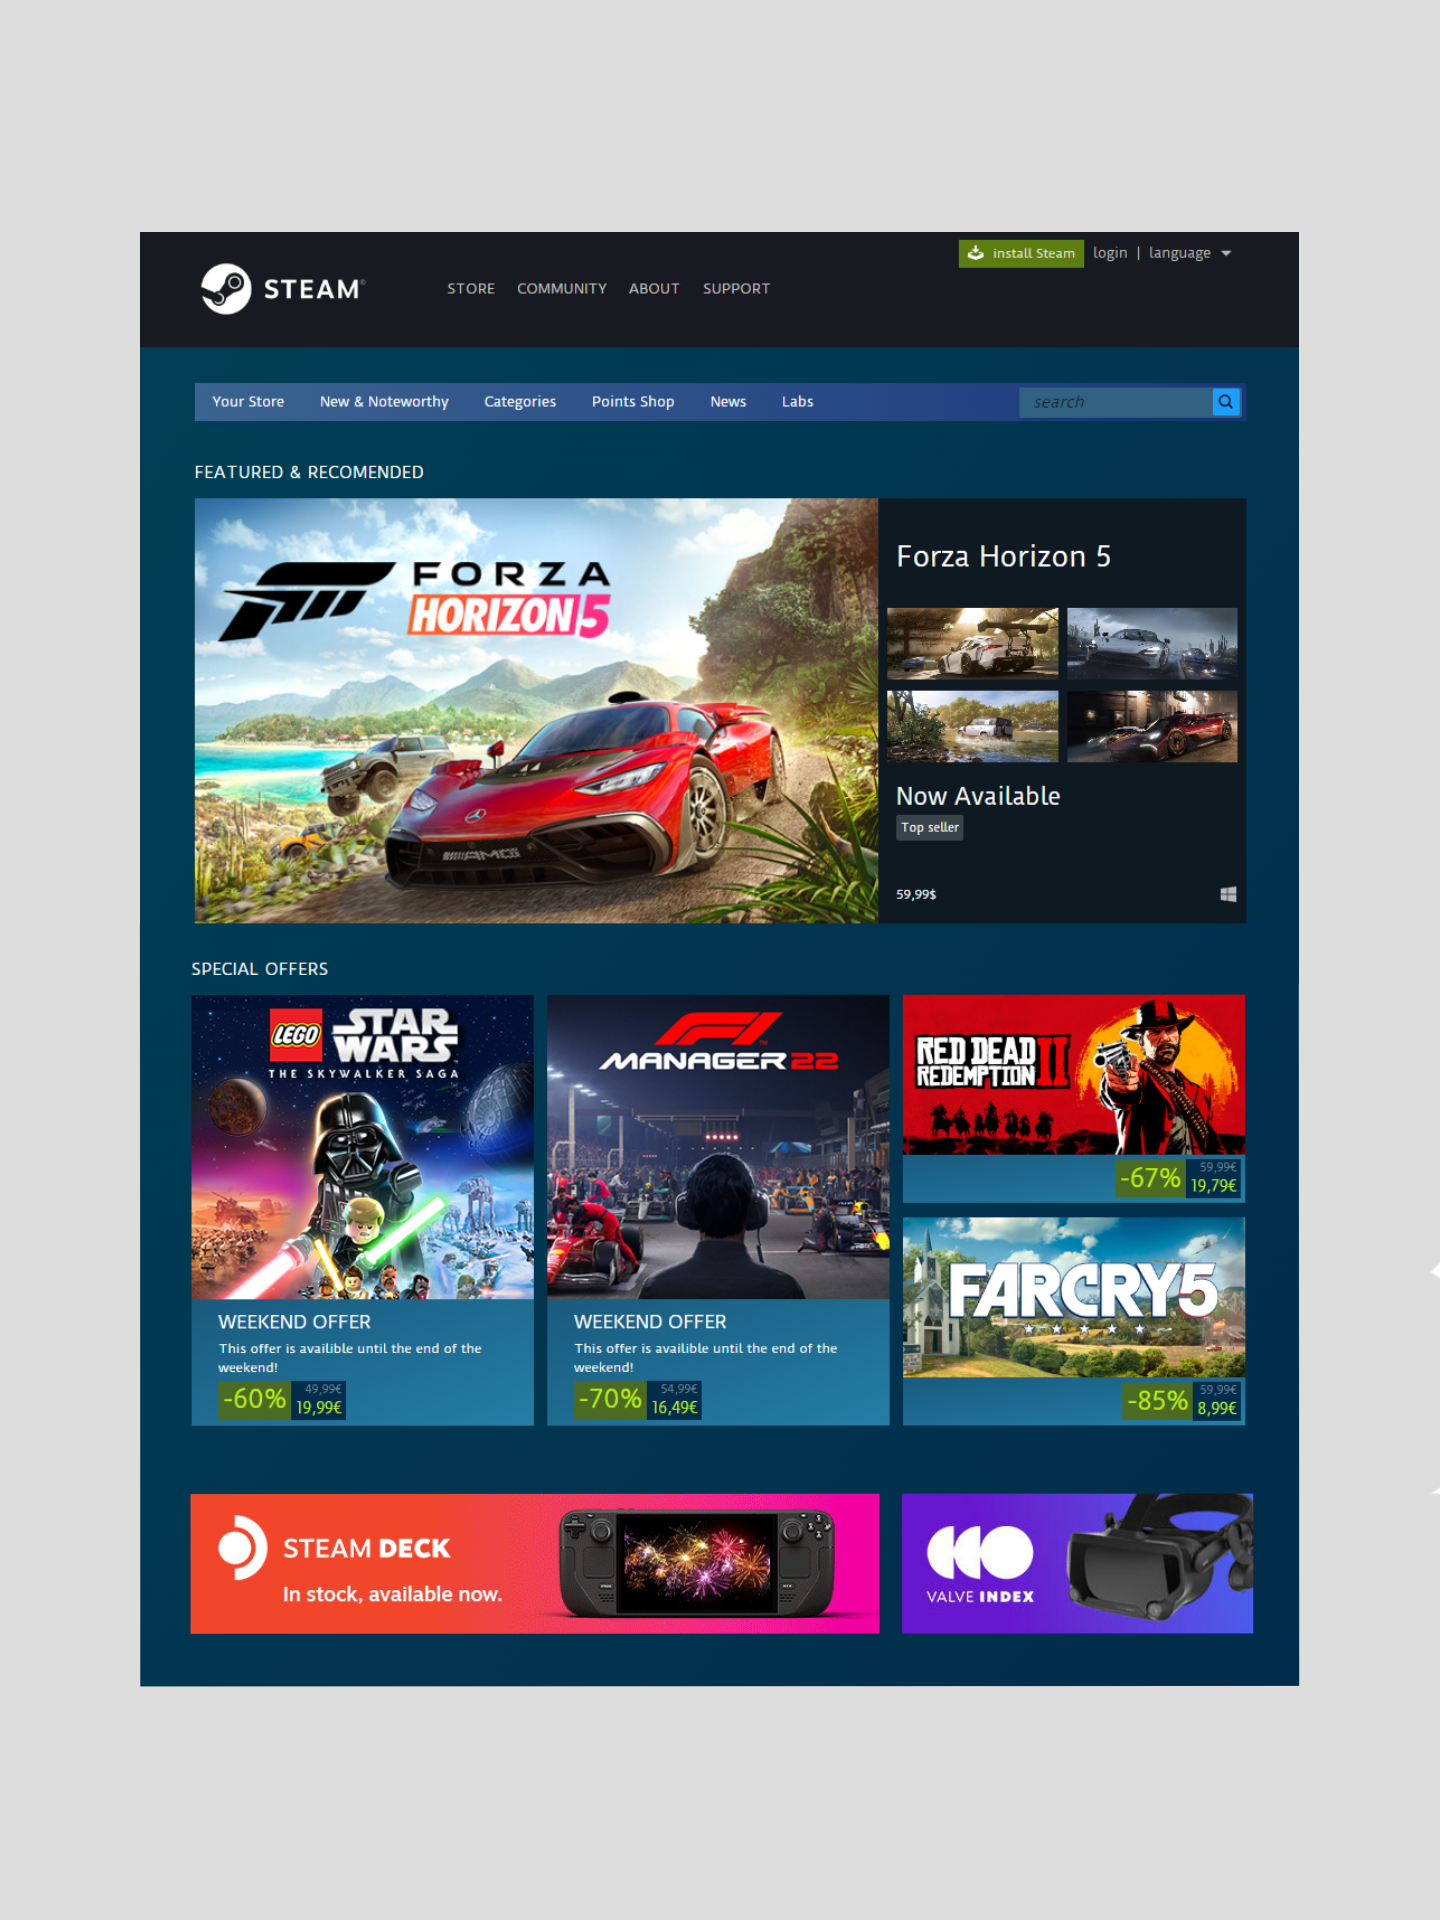 install Steam login | language
STEAM®
STORE COMMUNITY ABOUT SUPPORT
Your Store New & Noteworthy Categories Points Shop News Labs search
FEATURED & RECOMENDED
FORZA
HORIZON 5
AMG
Forza Horizon 5
Now Available
Top seller
59,99$
SPECIAL OFFERS
LEGO STAR WARS
THE SKYWALKER SAGA
WEEKEND OFFER
This offer is availible until the end of the
weekend!
-60% 49,99€
19,99€
F1™
MANAGER 22
WEEKEND OFFER
This offer is availible until the end of the
weekend!
-70% 54,99€
16,49€
RED DEAD
REDEMPTION II
-67% 59,99€
19,79€
FARCRY5
-85% 59,99€
8,99€
STEAM DECK
In stock, available now.
VALVE INDEX